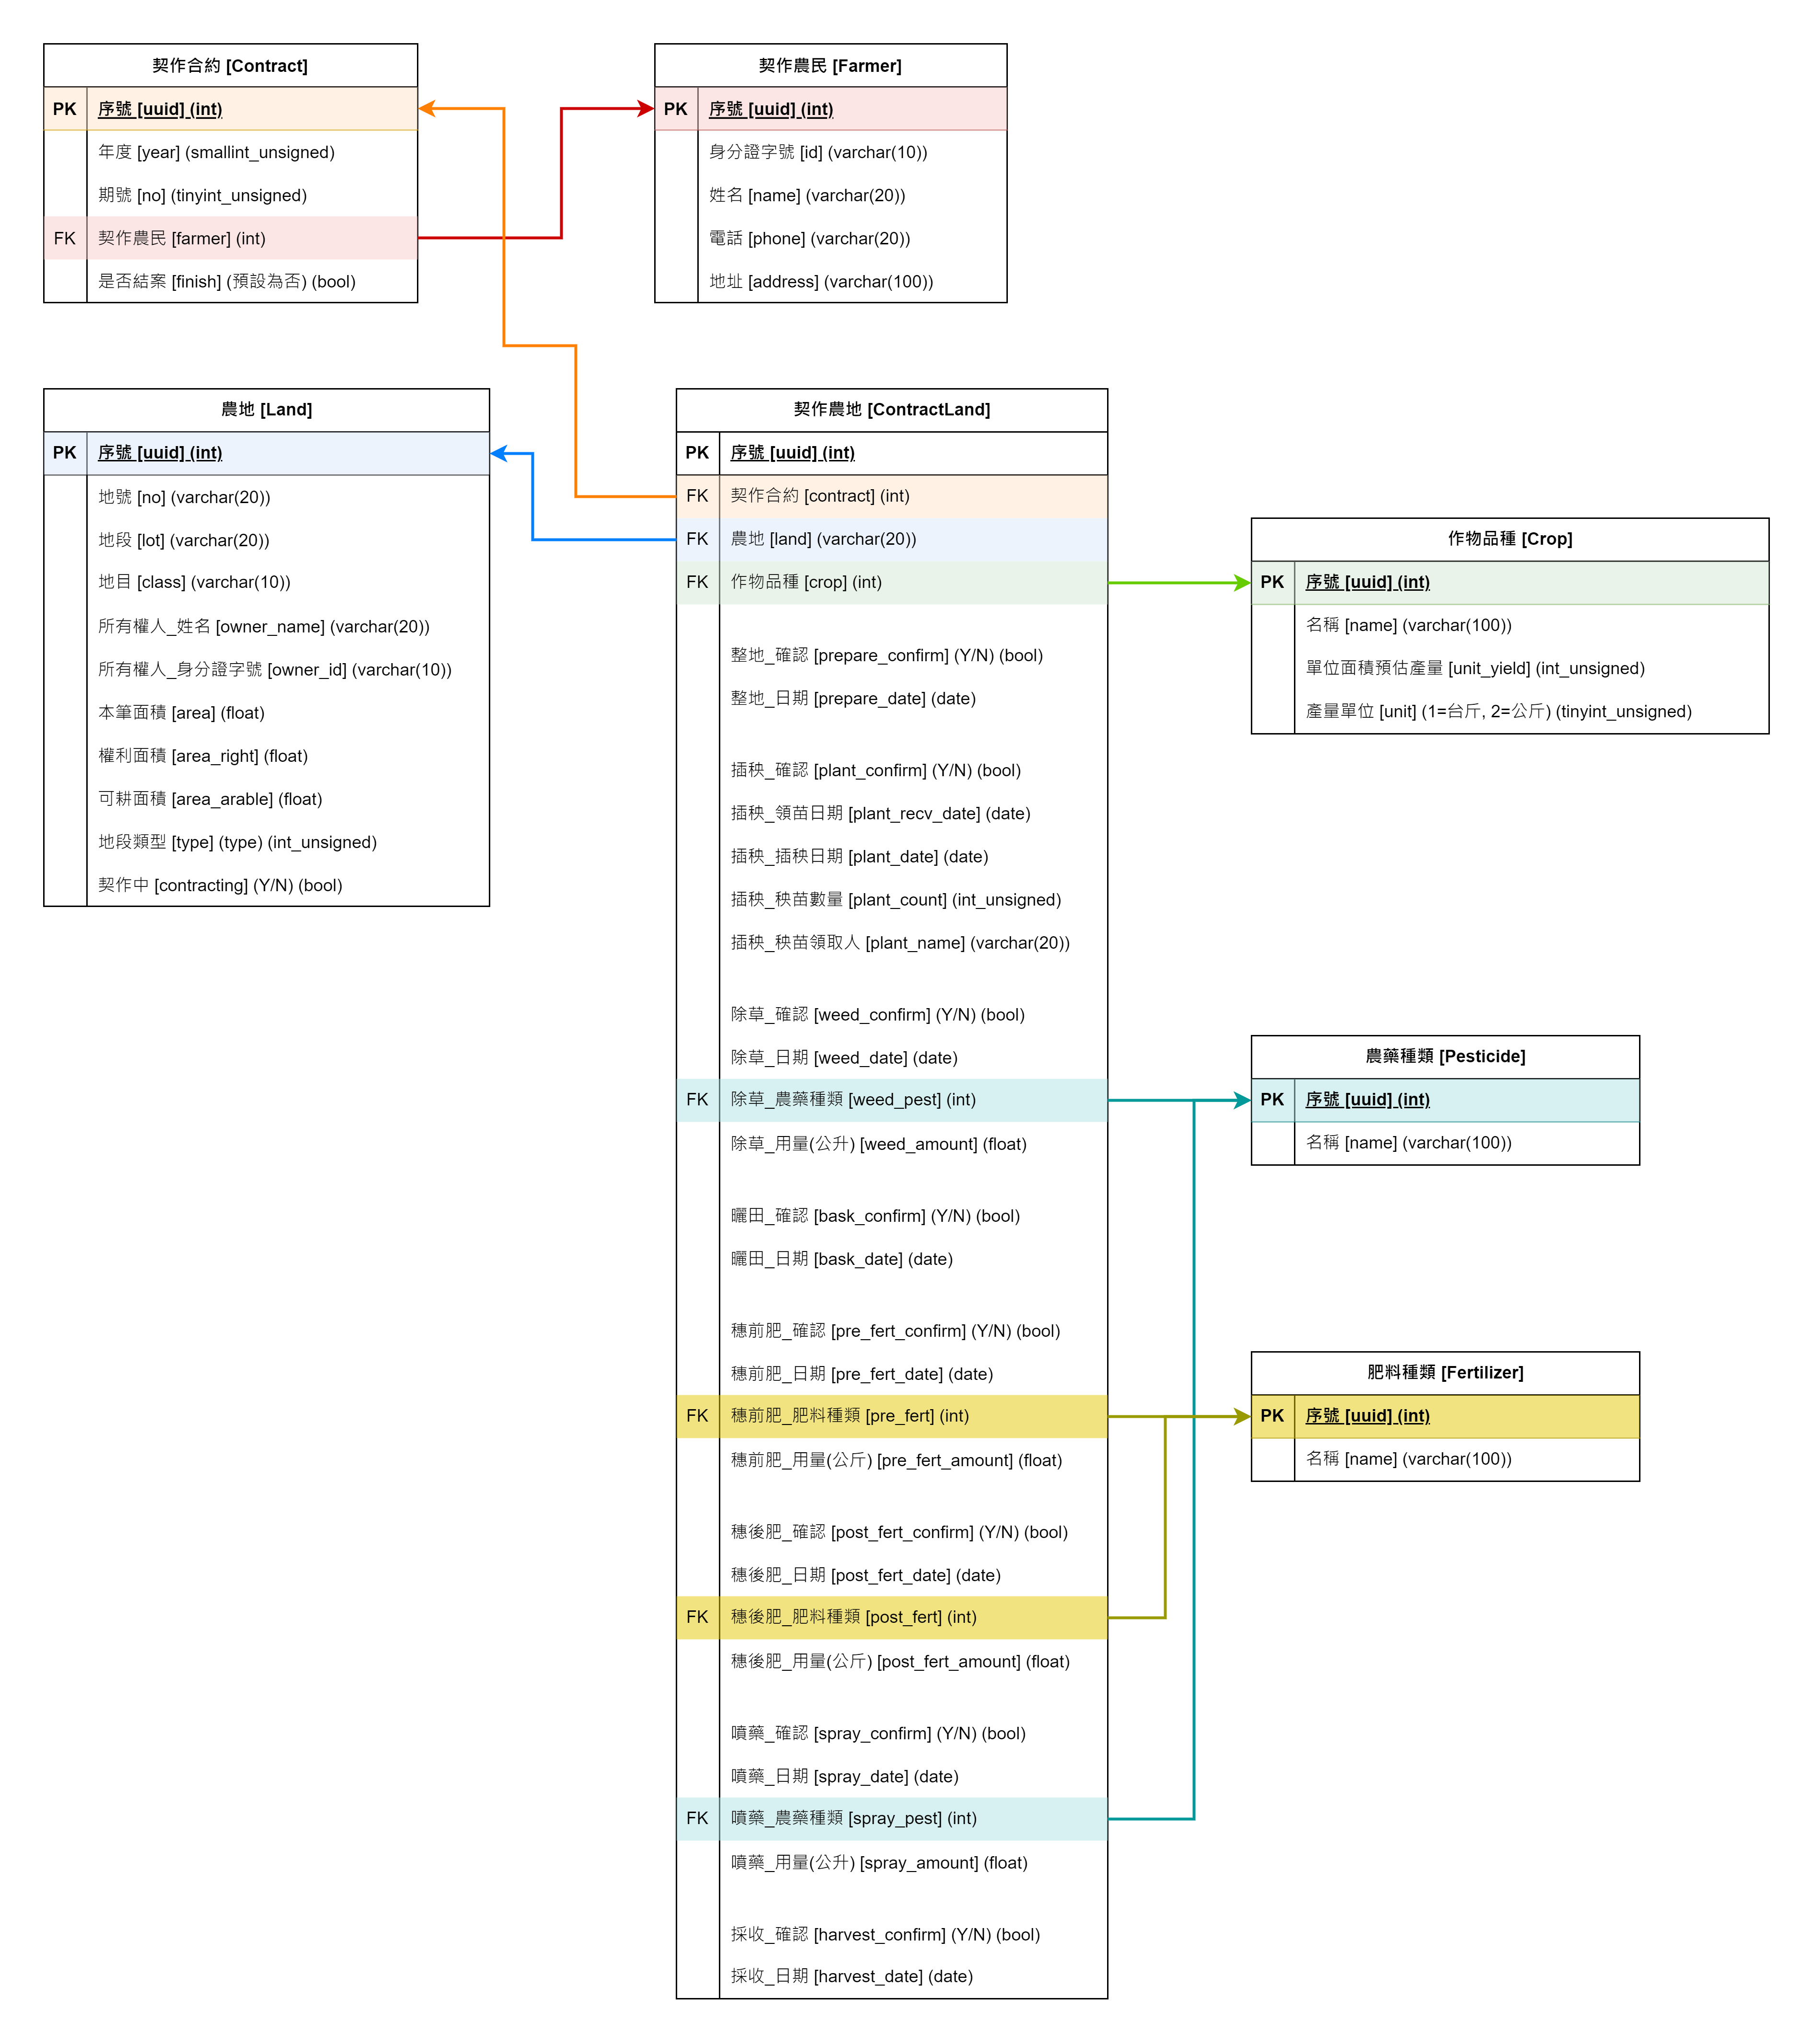 契作合約 [Contract]
PK 序號 [uuid] (int)
年度 [year] (smallint_unsigned)
期號 [no] (tinyint_unsigned)
FK 契作農民 [farmer] (int)
是否結案 [finish] (預設為否) (bool)
契作農民 [Farmer]
PK 序號 [uuid] (int)
身分證字號 [id] (varchar(10))
姓名 [name] (varchar(20))
電話 [phone] (varchar(20))
地址 [address] (varchar(100))
農地 [Land]
PK 序號 [uuid] (int)
地號 [no] (varchar(20))
地段 [lot] (varchar(20))
地目 [class] (varchar(10))
所有權人_姓名 [owner_name] (varchar(20))
所有權人_身分證字號 [owner_id] (varchar(10))
本筆面積 [area] (float)
權利面積 [area_right] (float)
可耕面積 [area_arable] (float)
地段類型 [type] (type) (int_unsigned)
契作中 [contracting] (Y/N) (bool)
契作農地 [ContractLand]
PK 序號 [uuid] (int)
FK 契作合約 [contract] (int)
FK 農地 [land] (varchar(20))
FK 作物品種 [crop] (int)
整地_確認 [prepare_confirm] (Y/N) (bool)
整地_日期 [prepare_date] (date)
插秧_確認 [plant_confirm] (Y/N) (bool)
插秧_領苗日期 [plant_recv_date] (date)
插秧_插秧日期 [plant_date] (date)
插秧_秧苗數量 [plant_count] (int_unsigned)
插秧_秧苗領取人 [plant_name] (varchar(20))
除草_確認 [weed_confirm] (Y/N) (bool)
除草_日期 [weed_date] (date)
FK 除草_農藥種類 [weed_pest] (int)
除草_用量(公升) [weed_amount] (float)
曬田_確認 [bask_confirm] (Y/N) (bool)
曬田_日期 [bask_date] (date)
穗前肥_確認 [pre_fert_confirm] (Y/N) (bool)
穗前肥_日期 [pre_fert_date] (date)
FK 穗前肥_肥料種類 [pre_fert] (int)
穗前肥_用量(公斤) [pre_fert_amount] (float)
穗後肥_確認 [post_fert_confirm] (Y/N) (bool)
穗後肥_日期 [post_fert_date] (date)
FK 穗後肥_肥料種類 [post_fert] (int)
穗後肥_用量(公斤) [post_fert_amount] (float)
噴藥_確認 [spray_confirm] (Y/N) (bool)
噴藥_日期 [spray_date] (date)
FK 噴藥_農藥種類 [spray_pest] (int)
噴藥_用量(公升) [spray_amount] (float)
採收_確認 [harvest_confirm] (Y/N) (bool)
採收_日期 [harvest_date] (date)
作物品種 [Crop]
PK 序號 [uuid] (int)
名稱 [name] (varchar(100))
單位面積預估產量 [unit_yield] (int_unsigned)
產量單位 [unit] (1=台斤, 2=公斤) (tinyint_unsigned)
農藥種類 [Pesticide]
PK 序號 [uuid] (int)
名稱 [name] (varchar(100))
肥料種類 [Fertilizer]
PK 序號 [uuid] (int)
名稱 [name] (varchar(100))